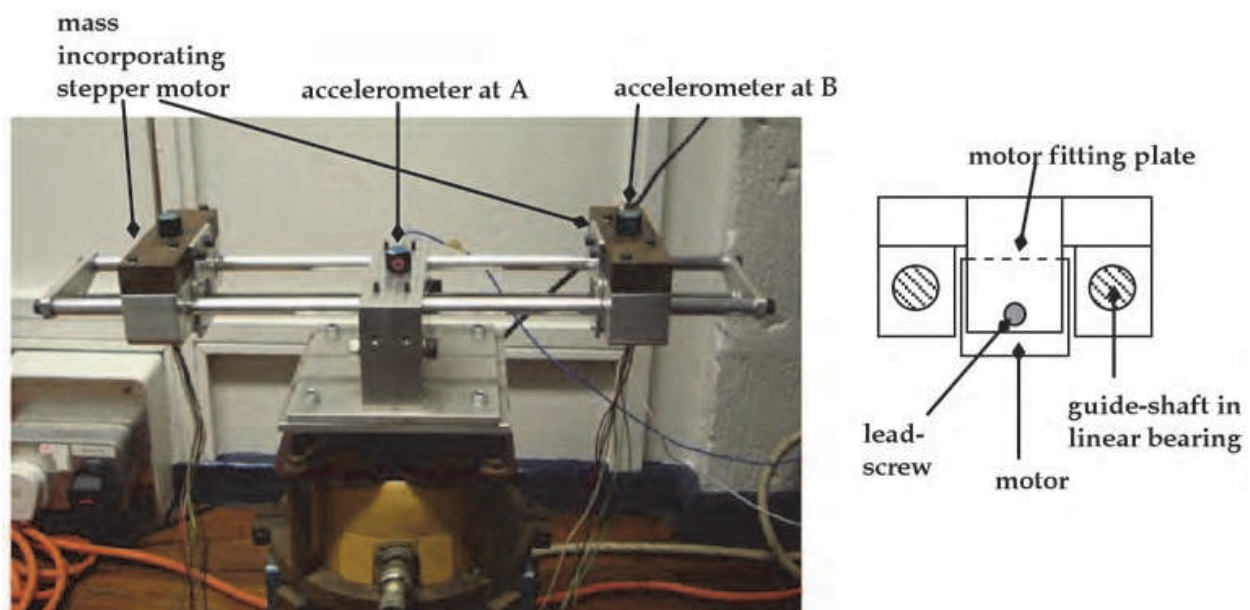 mass
incorporating
stepper motor
accelerometer at A
accelerometer at B
motor fitting plate
lead-
screw
motor
guide-shaft in
linear bearing